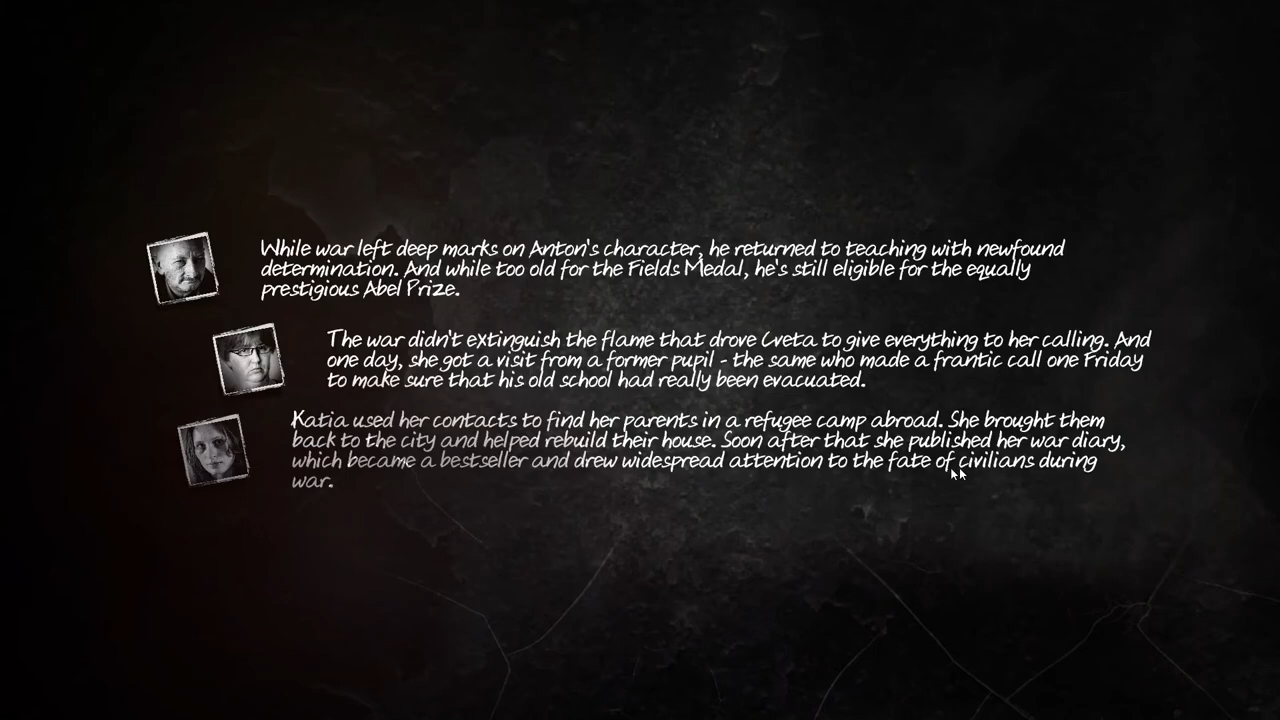 While war left deep marks on Anton's character, he returned to teaching with newfound
determination. And while too old for the Fields Medal, he's still eligible for the equally
prestigious Abel Prize.
The war didn't extinguish the flame that drove Cveta to give everything to her calling. And
one day, she got a visit from a former pupil - the same who made a frantic call one Friday
to make sure that his old school had really been evacuated.
Katia used her contacts to find her parents in a refugee camp abroad. She brought them
back to the city and helped rebuild their house. Soon after that she published her war diary,
which became a bestseller and drew widespread attention to the fate of civilians during
war.